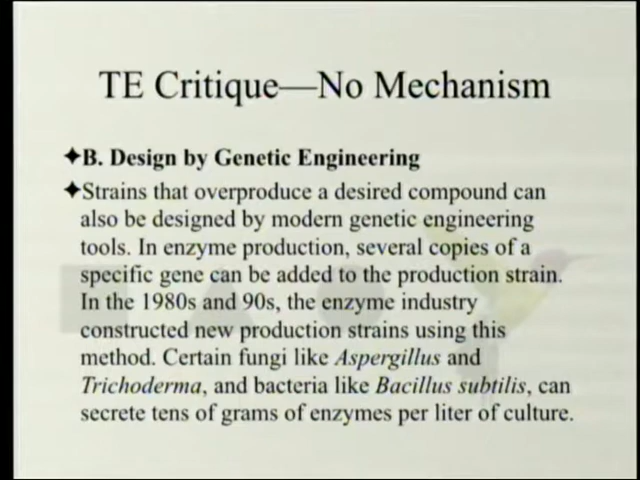 TE Critique—No Mechanism
✦B. Design by Genetic Engineering
✦Strains that overproduce a desired compound can
also be designed by modern genetic engineering
tools. In enzyme production, several copies of a
specific gene can be added to the production strain.
In the 1980s and 90s, the enzyme industry
constructed new production strains using this
method. Certain fungi like Aspergillus and
Trichoderma, and bacteria like Bacillus subtilis, can
secrete tens of grams of enzymes per liter of culture.